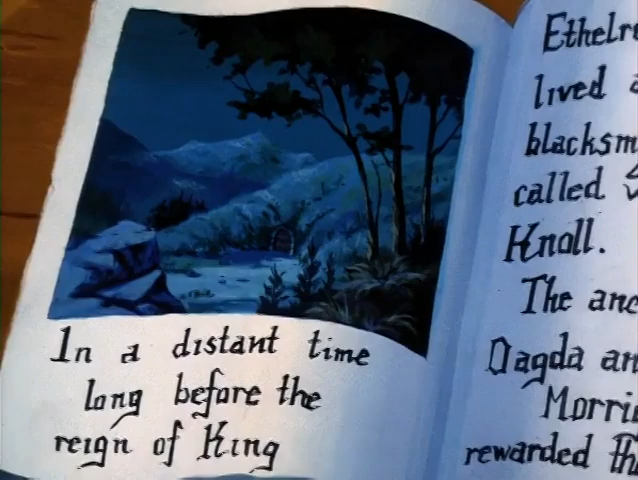 In a distant time
long before the
reign of King
Ethelre
lived
blacksm
called
Knoll.
The anc
Dagda an
Morri
rewarded th